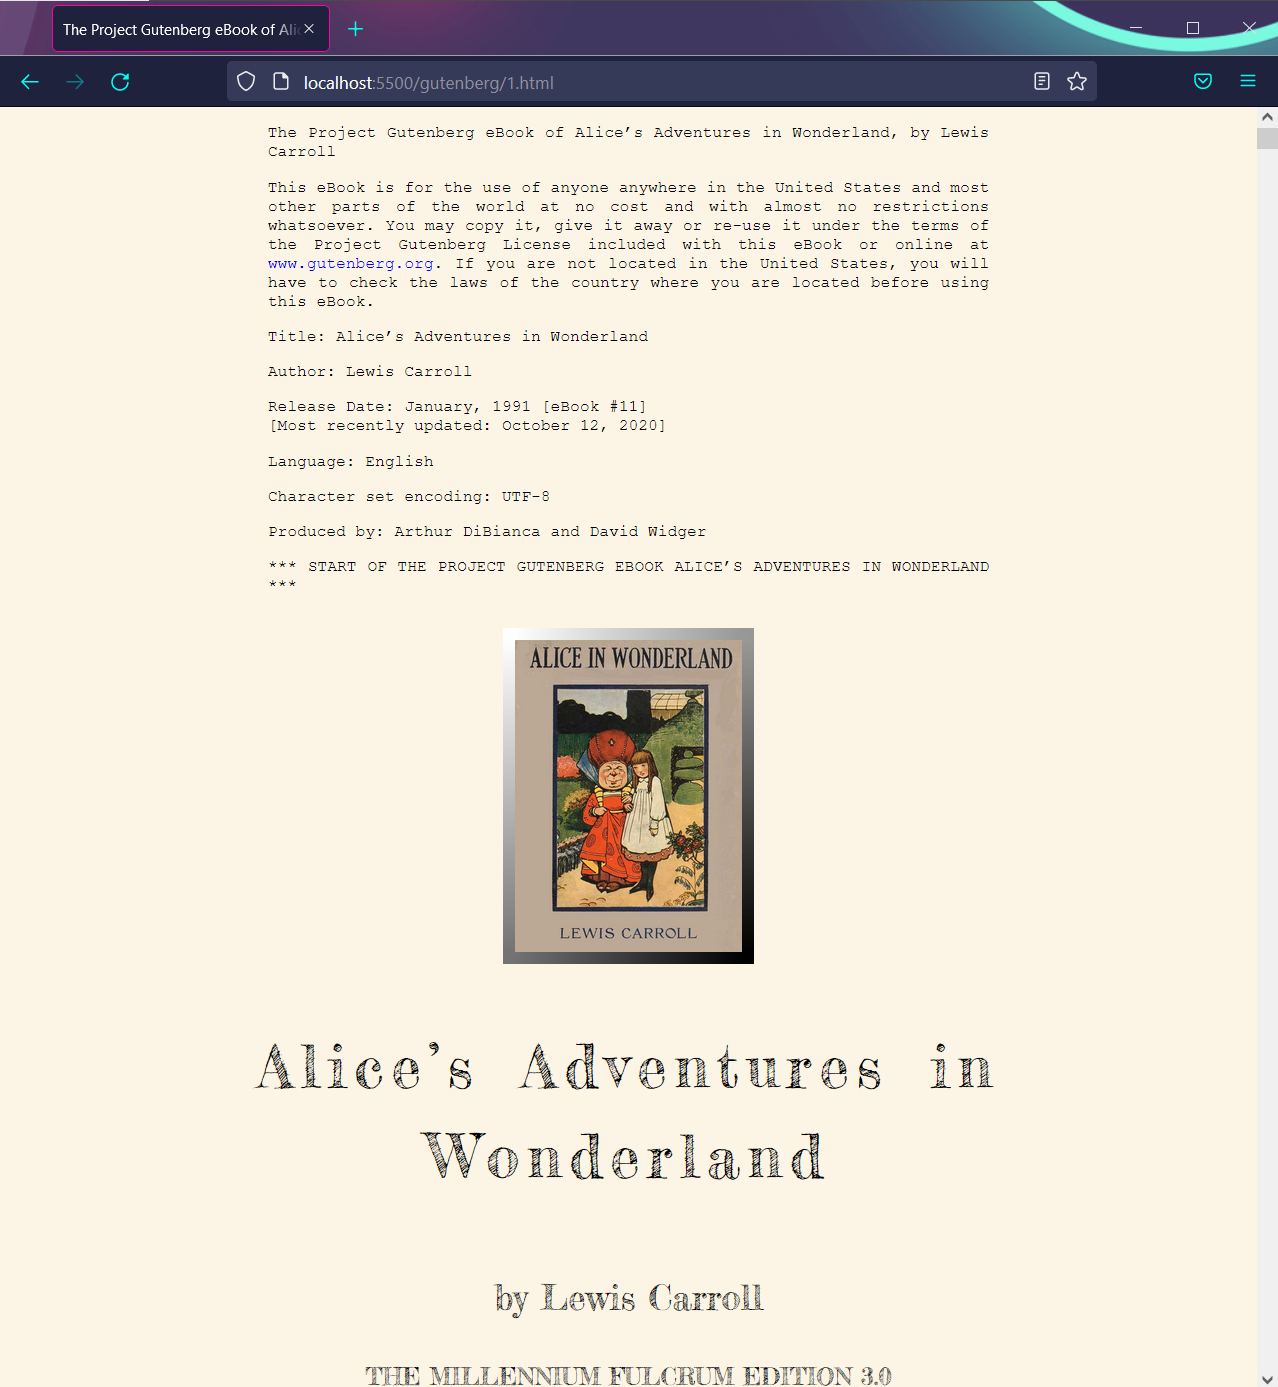 The Project Gutenberg eBook of Alic
localhost:5500/gutenberg/1.html
The Project Gutenberg eBook of Alice’s Adventures in Wonderland, by Lewis
Carroll
This eBook is for the use of anyone anywhere in the United States and most
other parts of the world at no cost and with almost no restrictions
whatsoever. You may copy it, give it away or re-use it under the terms of
the Project Gutenberg License included with this eBook or online at
www.gutenberg.org. If you are not located in the United States, you will
have to check the laws of the country where you are located before using
this eBook.
Title: Alice’s Adventures in Wonderland
Author: Lewis Carroll
Release Date: January, 1991 [eBook #11]
[Most recently updated: October 12, 2020]
Language: English
Character set encoding: UTF-8
Produced by: Arthur DiBianca and David Widger
*** START OF THE PROJECT GUTENBERG EBOOK ALICE’S ADVENTURES IN WONDERLAND
***
ALICE IN WONDERLAND
LEWIS CARROLL
Alice’s Adventures in
Wonderland
by Lewis Carroll
THE MILLENNIUM FULCRUM EDITION 3.0